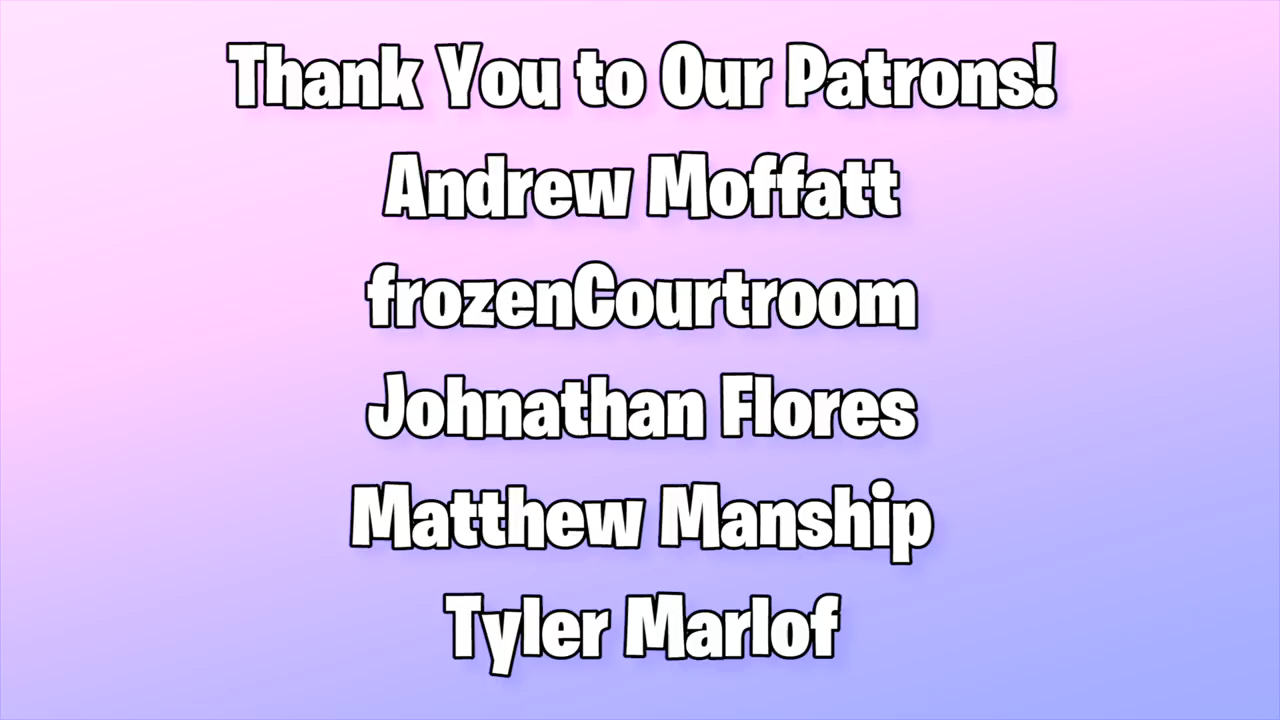 Thank You to Our Patrons!
Andrew Moffatt
frozenCourtroom
Johnathan Flores
Matthew Manship
Tyler Marlof